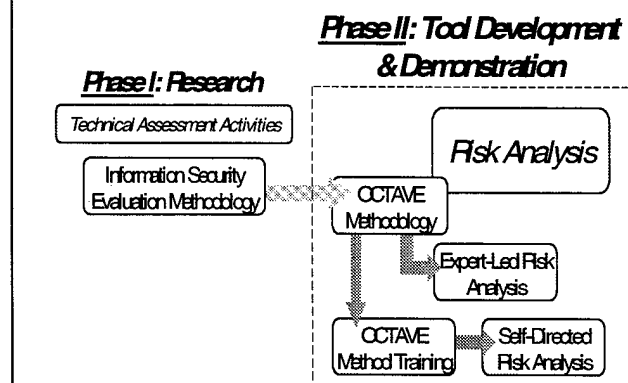 Phase II: Tool Development
& Demonstration
Phase I: Research
Technical Assessment Activities
Information Security
Evaluation Methodology
Risk Analysis
OCTAVE
Methodology
Expert-Led Risk
Analysis
OCTAVE
Method Training
Self-Directed
Risk Analysis